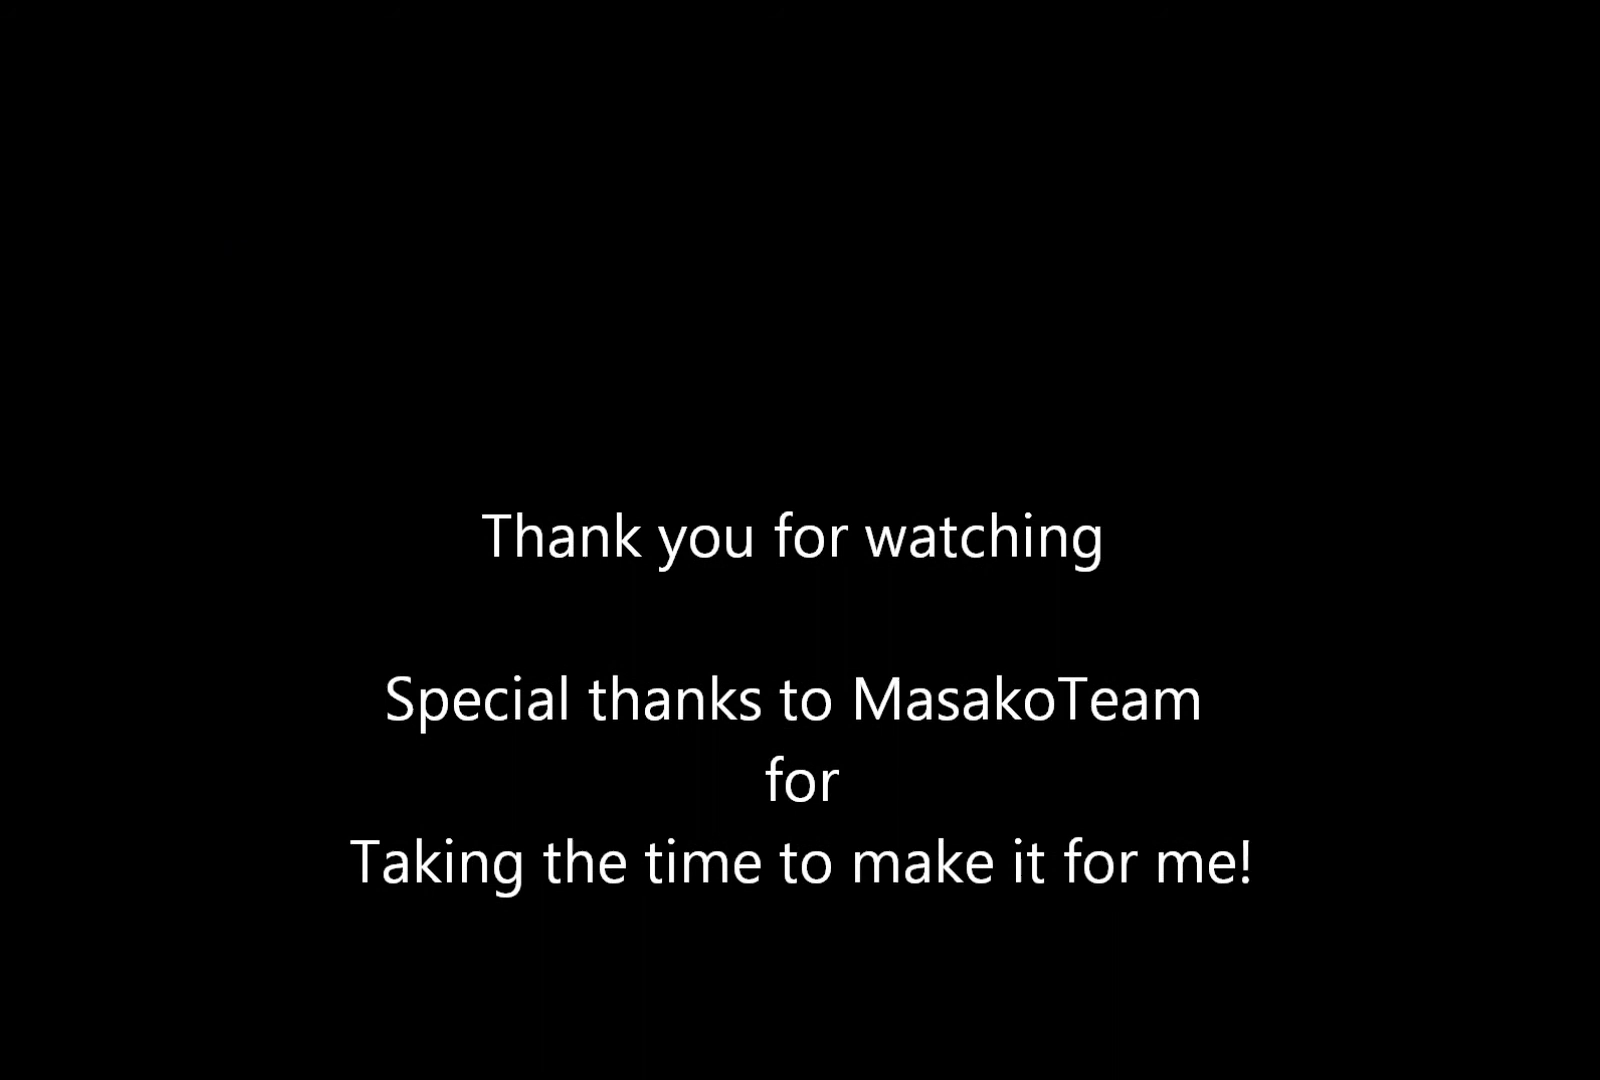 Thank you for watching
Special thanks to MasakoTeam
for
Taking the time to make it for me!